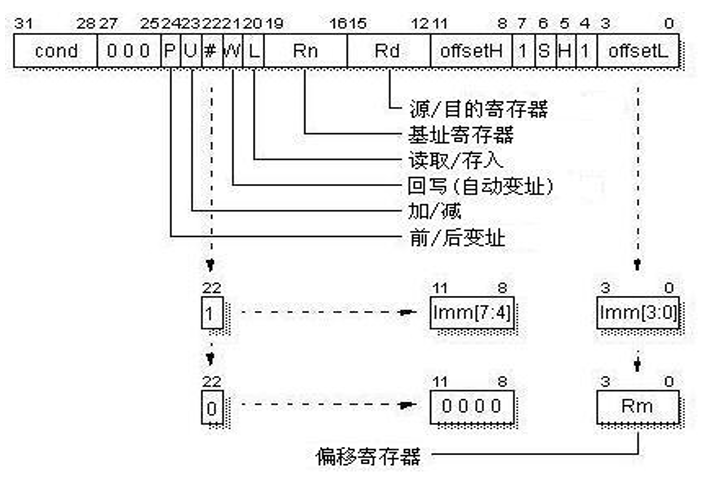 31 28 27 25 24 23 22 21 20 19 16 15 12 11 8 7 6 5 4 3 0
cond 0 0 0 P U # W L Rn Rd offsetH 1 S H 1 offsetL
源/目的寄存器
基址寄存器
读取/存入
回写(自动变址)
加/减
前/后变址
22 11 8 3 0
1 Imm[7:4] Imm[3:0]
22 11 8 3 0
0 0 0 0 0 Rm
偏移寄存器